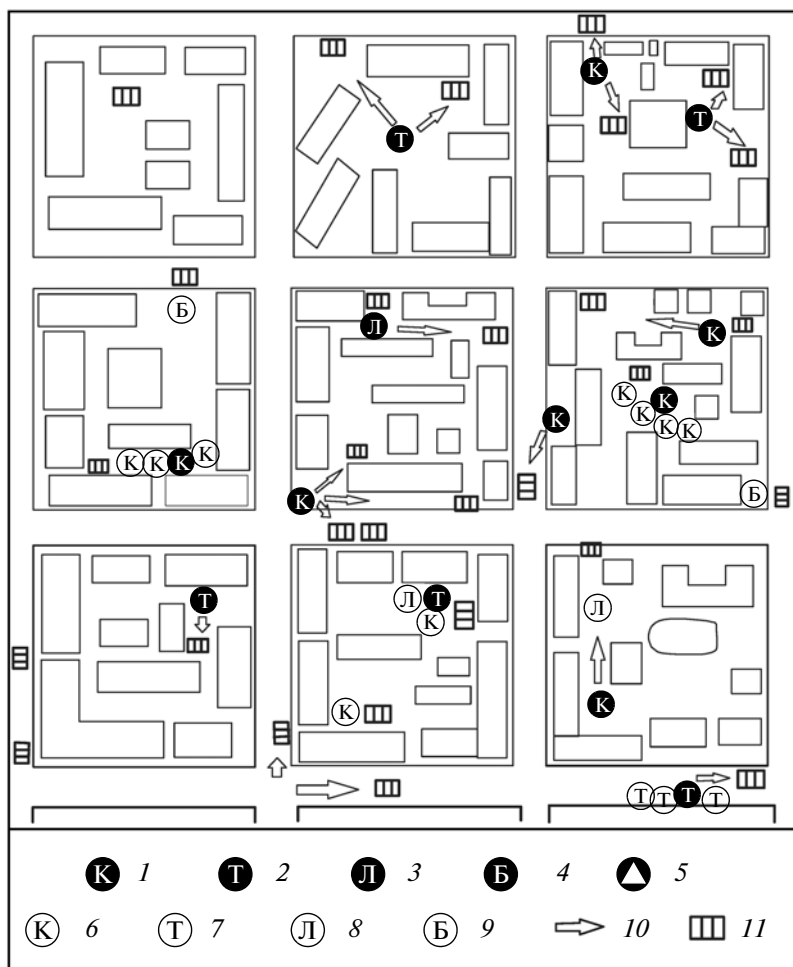 К
Т
Т
Б
Л К
К К К
К К К
К К К К
К Б
Т Л Т Л
К
К К
Т Т Т Т
К 1 Т 2 Л 3 Б 4 5
К 6 Т 7 Л 8 Б 9 10 11